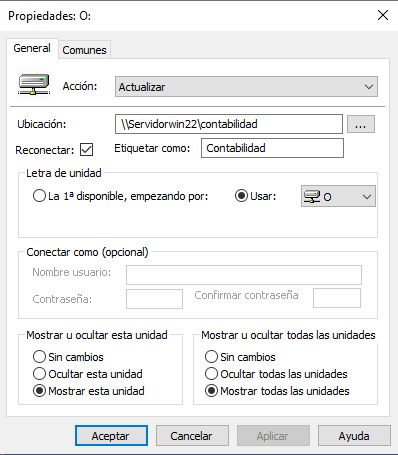 Propiedades: O:
General Comunes
Acción: Actualizar
Ubicación: \\Servidorwin22\contabilidad ...
Reconectar: Etiquetar como: Contabilidad
Letra de unidad
La 1ª disponible, empezando por: Usar: O
Conectar como (opcional)
Nombre usuario:
Contraseña: Confirmar contraseña
Mostrar u ocultar esta unidad Mostrar u ocultar todas las unidades
Sin cambios Sin cambios
Ocultar esta unidad Ocultar todas las unidades
Mostrar esta unidad Mostrar todas las unidades
Aceptar Cancelar Aplicar Ayuda